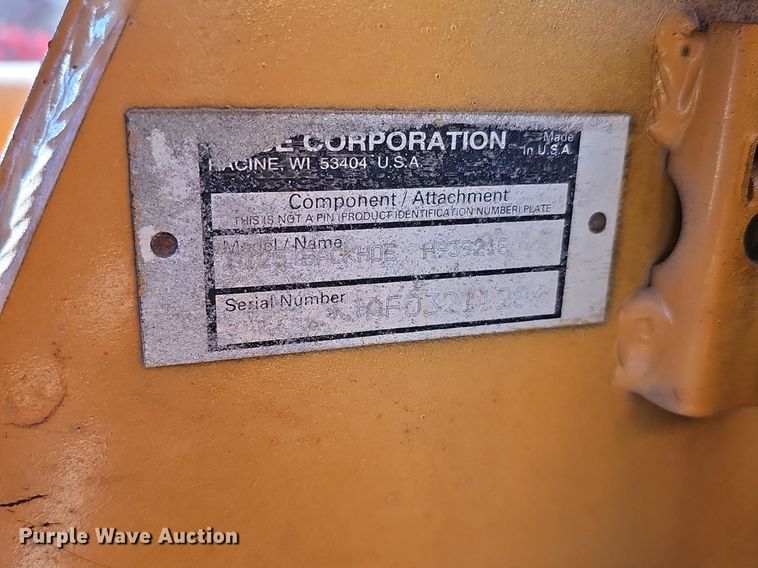 CORPORATION
Made
in U.S.A.
RACINE, WI 53404 U.S.A.
Component / Attachment
THIS IS NOT A PIN (PRODUCT IDENTIFICATION NUMBER) PLATE
Model / Name
BACKHOE
Serial Number
Purple Wave Auction